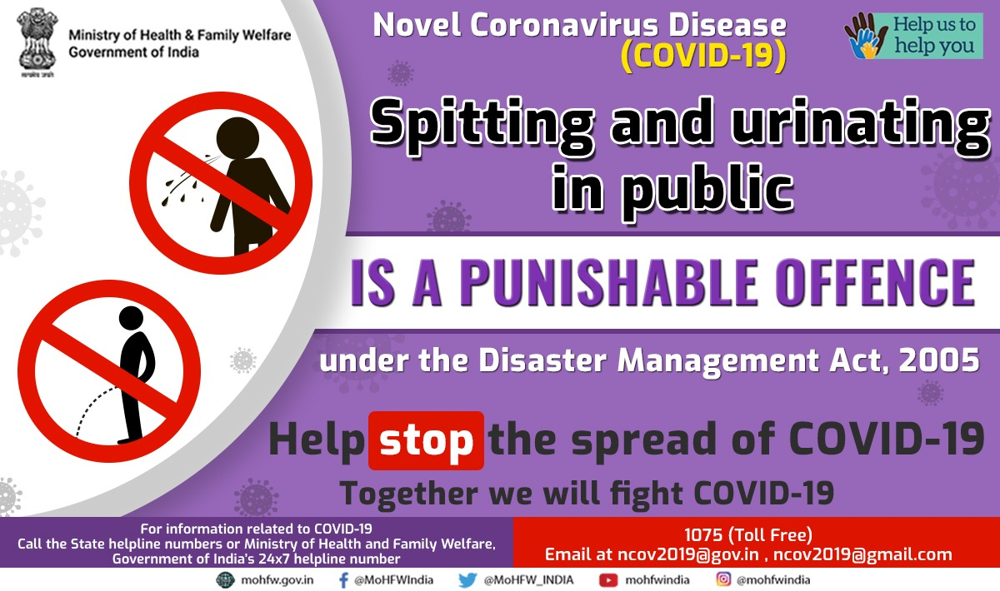 Ministry of Health & Family Welfare
Government of India
सत्यमेव जयते
Novel Coronavirus Disease
(COVID-19)
Help us to
help you
Spitting and urinating
in public
IS A PUNISHABLE OFFENCE
under the Disaster Management Act, 2005
Help stop the spread of COVID-19
Together we will fight COVID-19
For information related to COVID-19
Call the State helpline numbers or Ministry of Health and Family Welfare,
Government of India's 24x7 helpline number
1075 (Toll Free)
Email at ncov2019@gov.in , ncov2019@gmail.com
mohfw.gov.in @MoHFWIndia @MoHFW_INDIA mohfwindia @mohfwindia